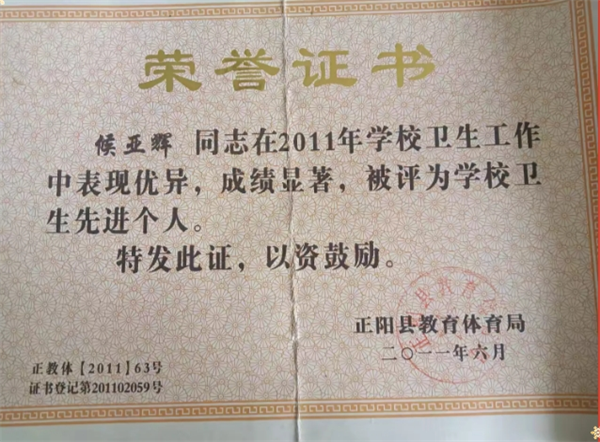 荣誉证书
候亚辉 同志在2011年学校卫生工作
中表现优异，成绩显著，被评为学校卫
生先进个人。
特发此证，以资鼓励。
正阳县教育体育局
二〇一一年六月
正教体【2011】63号
证书登记第201102059号